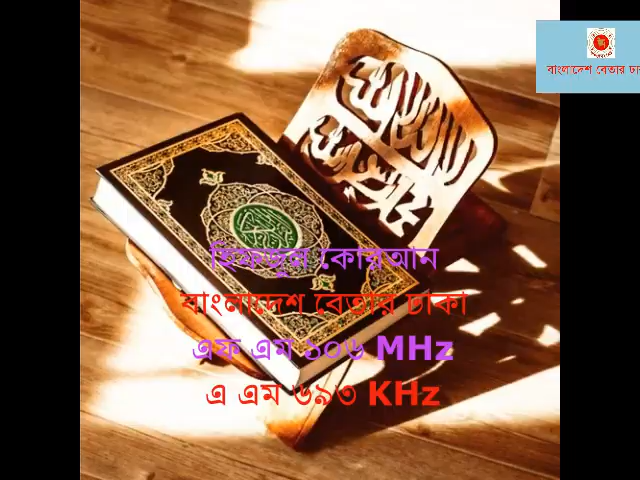 বাংলাদেশ বেতার ঢা
হিফজুল কোরআন
বাংলাদেশ বেতার ঢাকা
এফ এম ১০৬ MHz
এ এম ৬৯৩ KHz